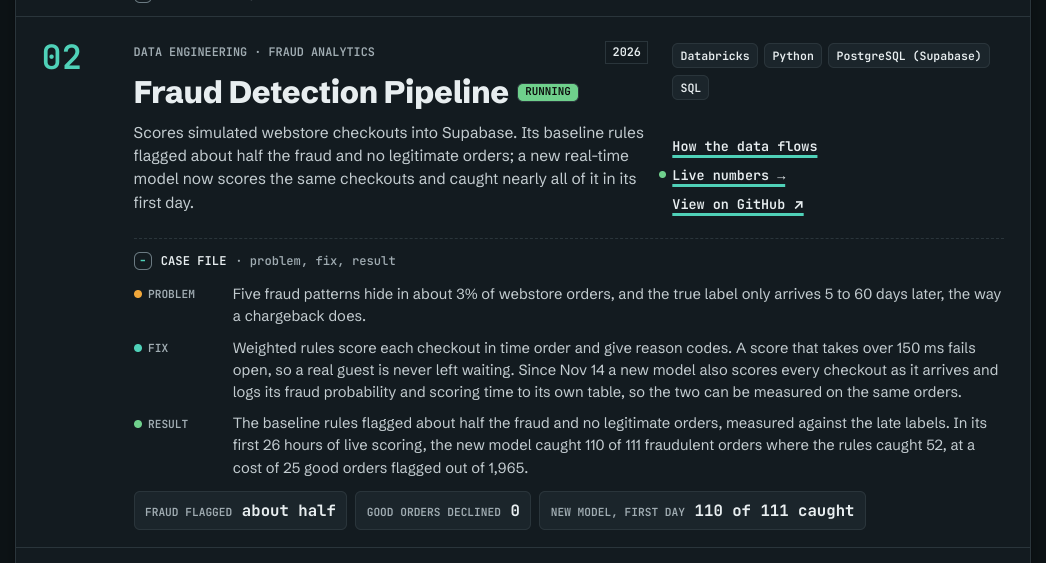 02
DATA ENGINEERING · FRAUD ANALYTICS
2026
Fraud Detection Pipeline RUNNING
Scores simulated webstore checkouts into Supabase. Its baseline rules
flagged about half the fraud and no legitimate orders; a new real-time
model now scores the same checkouts and caught nearly all of it in its
first day.
Databricks Python PostgreSQL (Supabase)
SQL
How the data flows
Live numbers →
View on GitHub ↗
- CASE FILE · problem, fix, result
PROBLEM
Five fraud patterns hide in about 3% of webstore orders, and the true label only arrives 5 to 60 days later, the way
a chargeback does.
FIX
Weighted rules score each checkout in time order and give reason codes. A score that takes over 150 ms fails
open, so a real guest is never left waiting. Since Nov 14 a new model also scores every checkout as it arrives and
logs its fraud probability and scoring time to its own table, so the two can be measured on the same orders.
RESULT
The baseline rules flagged about half the fraud and no legitimate orders, measured against the late labels. In its
first 26 hours of live scoring, the new model caught 110 of 111 fraudulent orders where the rules caught 52, at a
cost of 25 good orders flagged out of 1,965.
FRAUD FLAGGED about half
GOOD ORDERS DECLINED 0
NEW MODEL, FIRST DAY 110 of 111 caught